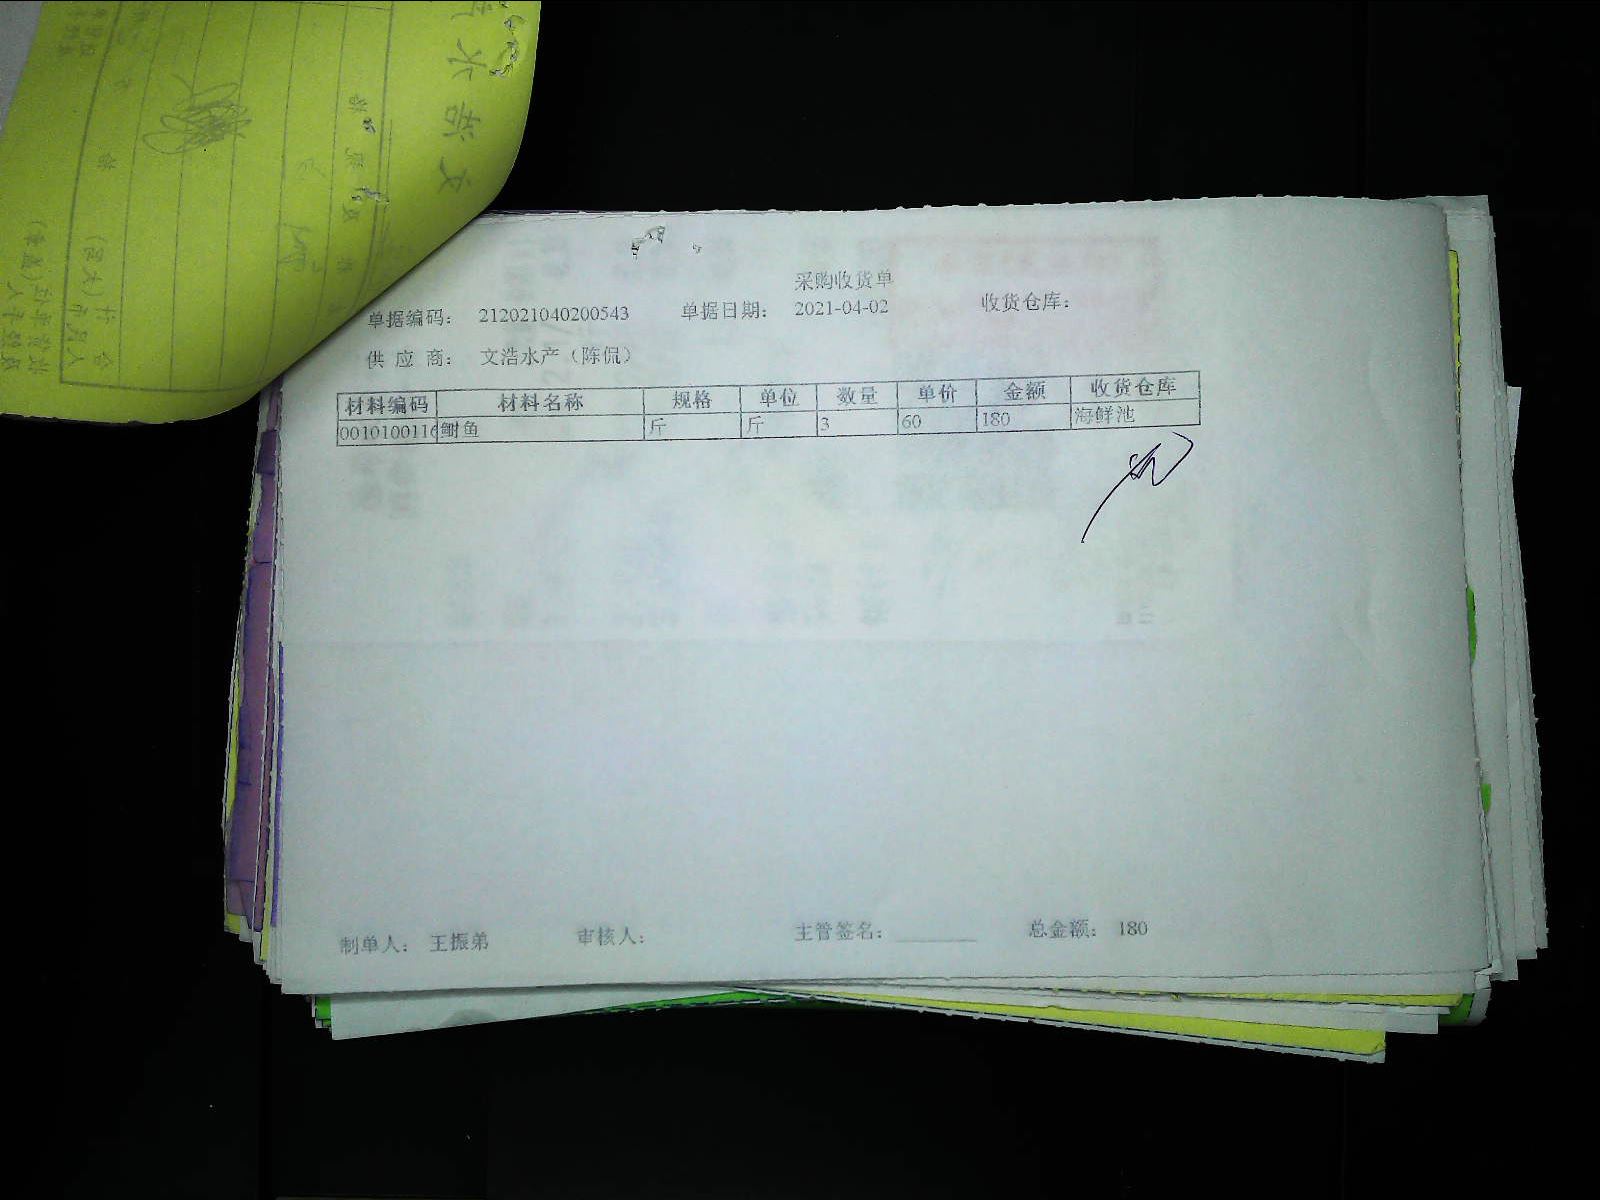 采购收货单
单据编码： 212021040200543 单据日期： 2021-04-02 收货仓库：
供 应 商： 文浩水产（陈侃）
材料编码 材料名称 规格 单位 数量 单价 金额 收货仓库
0010100116 鲥鱼 斤 斤 3 60 180 海鲜池
制单人： 王振弟 审核人： 主管签名： 总金额： 180